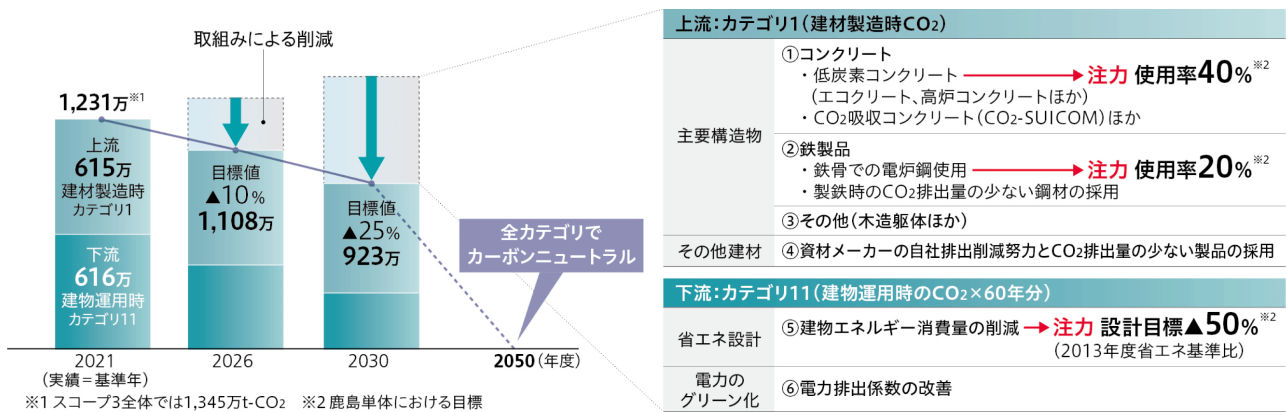 取組みによる削減
1,231万※1
上流
615万
建材製造時
カテゴリ1
下流
616万
建物運用時
カテゴリ11
目標値
▲10%
1,108万
目標値
▲25%
923万
全カテゴリで
カーボンニュートラル
2021
(実績=基準年)
2026
2030
2050(年度)
※1 スコープ3全体では1,345万t-CO₂ ※2 鹿島単体における目標
上流:カテゴリ1(建材製造時CO₂)
主要構造物
①コンクリート
・低炭素コンクリート → 注力 使用率40%※2
(エコクリート、高炉コンクリートほか)
・CO₂吸収コンクリート(CO₂-SUICOM)ほか
②鉄製品
・鉄骨での電炉鋼使用 → 注力 使用率20%※2
・製鉄時のCO₂排出量の少ない鋼材の採用
③その他(木造躯体ほか)
その他建材 ④資材メーカーの自社排出削減努力とCO₂排出量の少ない製品の採用
下流:カテゴリ11(建物運用時のCO₂×60年分)
省エネ設計 ⑤建物エネルギー消費量の削減 → 注力 設計目標▲50%※2
(2013年度省エネ基準比)
電力の
グリーン化
⑥電力排出係数の改善